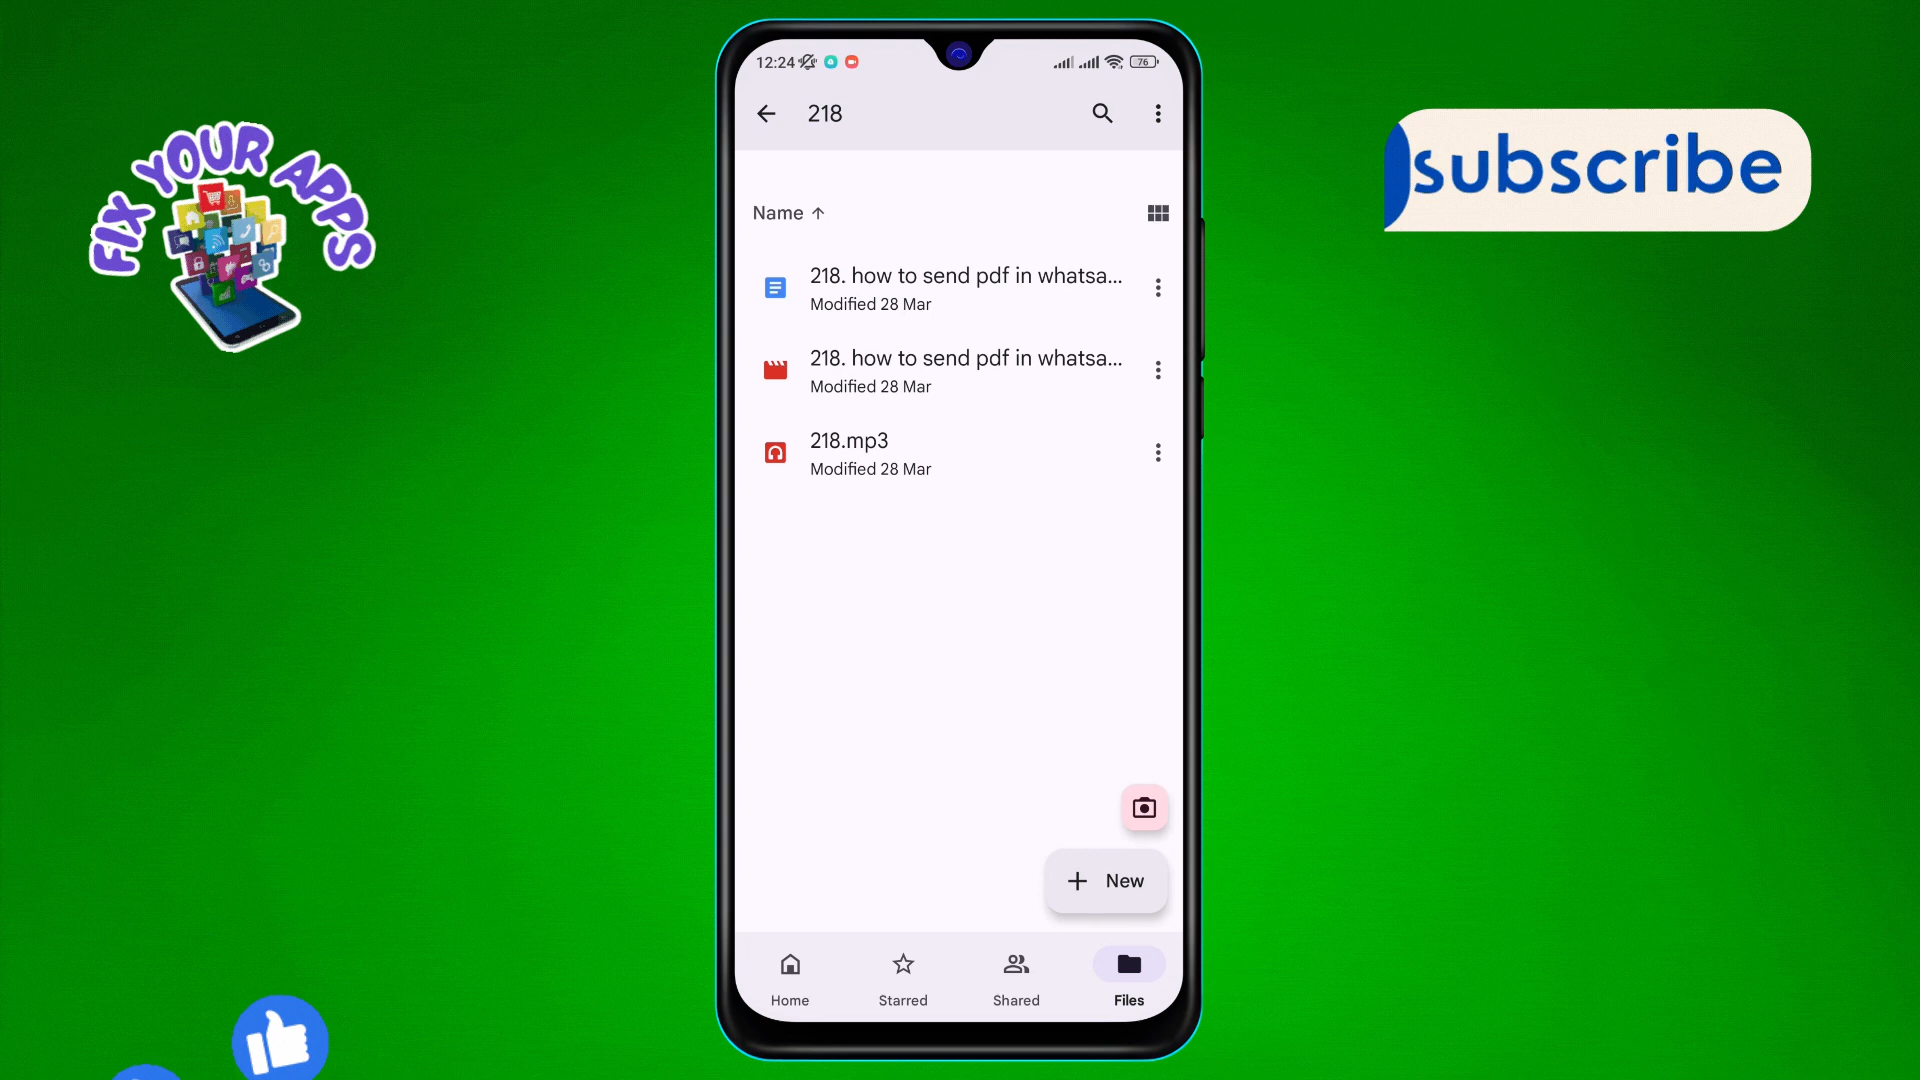 FIX YOUR APPS
subscribe
12:24
76
218
Name
218. how to send pdf in whatsa...
Modified 28 Mar
218. how to send pdf in whatsa...
Modified 28 Mar
218.mp3
Modified 28 Mar
New
Home
Starred
Shared
Files